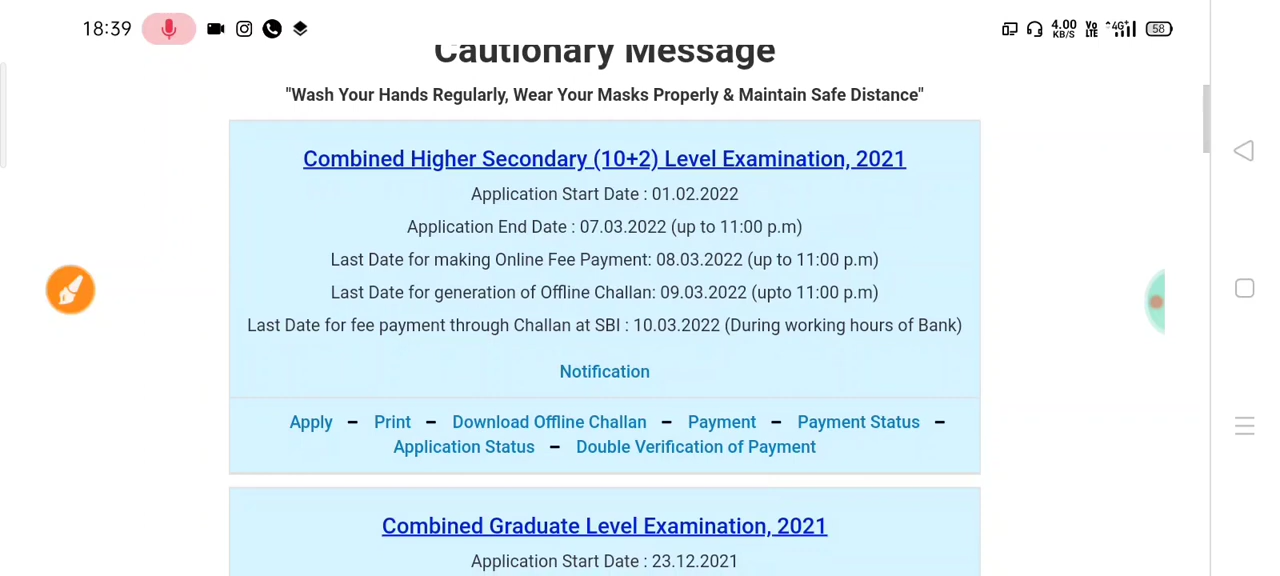 18:39
4.00
KB/S
Vo
LTE
4G+
58
Cautionary Message
"Wash Your Hands Regularly, Wear Your Masks Properly & Maintain Safe Distance"
Combined Higher Secondary (10+2) Level Examination, 2021
Application Start Date : 01.02.2022
Application End Date : 07.03.2022 (up to 11:00 p.m)
Last Date for making Online Fee Payment: 08.03.2022 (up to 11:00 p.m)
Last Date for generation of Offline Challan: 09.03.2022 (upto 11:00 p.m)
Last Date for fee payment through Challan at SBI : 10.03.2022 (During working hours of Bank)
Notification
Apply – Print – Download Offline Challan – Payment – Payment Status –
Application Status – Double Verification of Payment
Combined Graduate Level Examination, 2021
Application Start Date : 23.12.2021